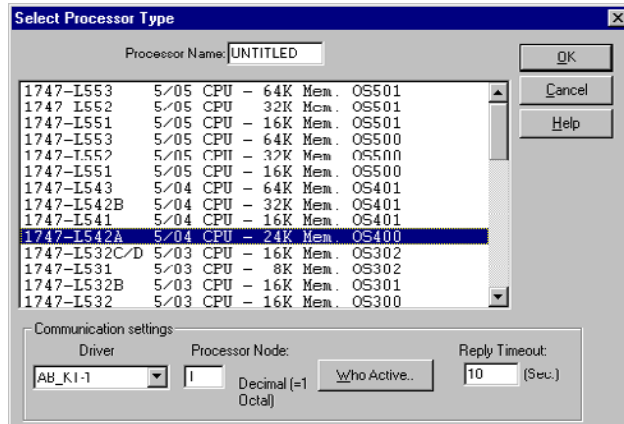 Select Processor Type
Processor Name: UNTITLED
OK
Cancel
Help
1747-L553 5/05 CPU - 64K Mem. OS501
1747 L552 5/05 CPU 32K Mem. OS501
1747-L551 5/05 CPU - 16K Mem. OS501
1747-L553 5/05 CPU - 64K Mem. OS500
1747-L552 5/05 CPU - 32K Mem. OS500
1747-L551 5/05 CPU - 16K Mem. OS500
1747-L543 5/04 CPU - 64K Mem. OS401
1747-L542B 5/04 CPU - 32K Mem. OS401
1747-L541 5/04 CPU - 16K Mem. OS401
1747-L542A 5/04 CPU - 24K Mem. OS400
1747-L532C/D 5/03 CPU - 16K Mem. OS302
1747-L531 5/03 CPU - 8K Mem. OS302
1747-L532B 5/03 CPU - 16K Mem. OS301
1747-L532 5/03 CPU - 16K Mem. OS300
Communication settings
Driver Processor Node: Reply Timeout:
AB_KT-1 1 Decimal (=1 Octal) Who Active.. 10 (Sec.)